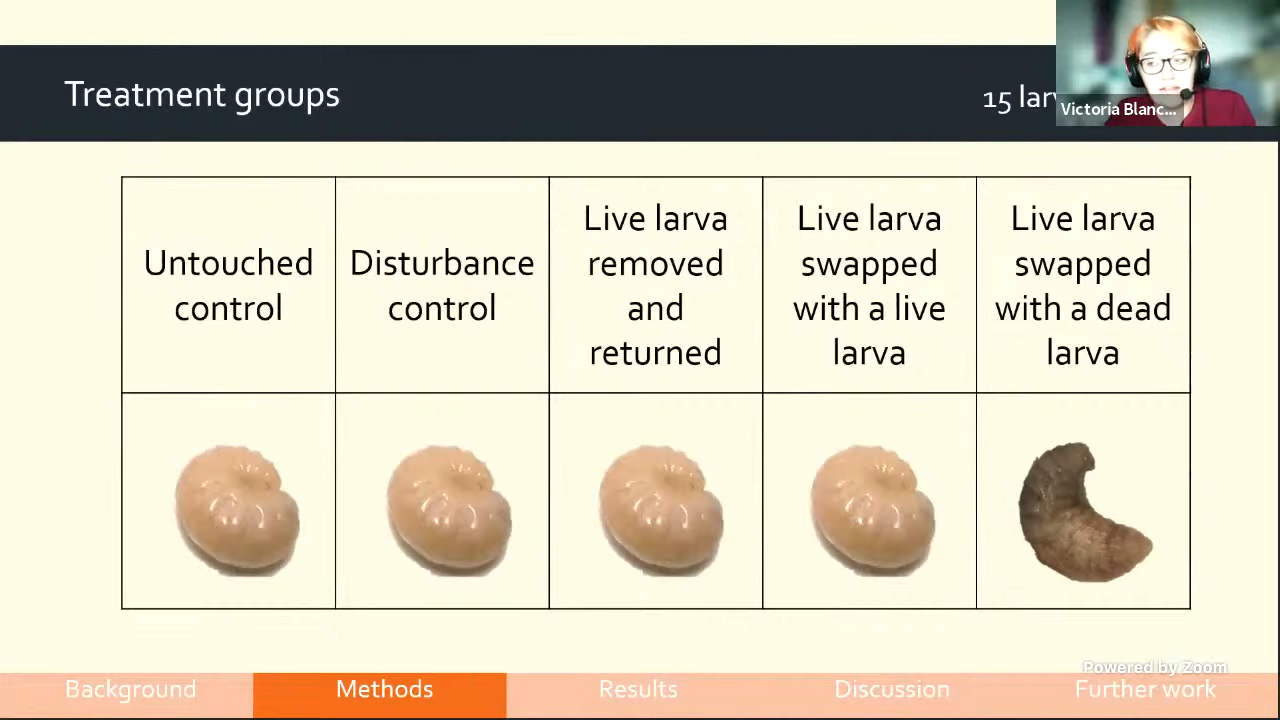 Treatment groups
15
Victoria Blanc...
Untouched
control
Disturbance
control
Live larva
removed
and
returned
Live larva
swapped
with a live
larva
Live larva
swapped
with a dead
larva
Powered by Zoom
Background
Methods
Results
Discussion
Further work